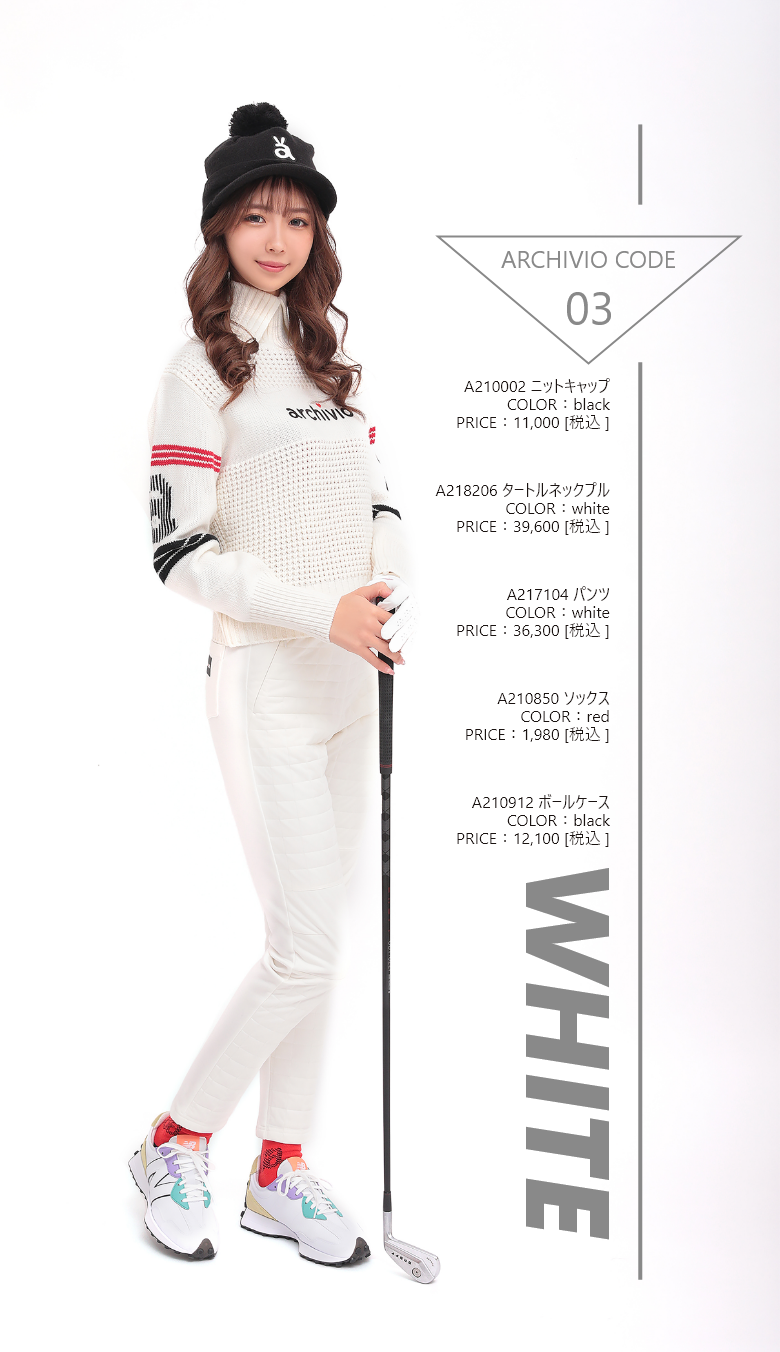 a
ARCHIVIO CODE
03
archivio
A210002 ニットキャップ
COLOR：black
PRICE：11,000 [税込 ]
A218206 タートルネックプル
COLOR：white
PRICE：39,600 [税込 ]
A217104 パンツ
COLOR：white
PRICE：36,300 [税込 ]
A210850 ソックス
COLOR：red
PRICE：1,980 [税込 ]
A210912 ボールケース
COLOR：black
PRICE：12,100 [税込 ]
WHITE